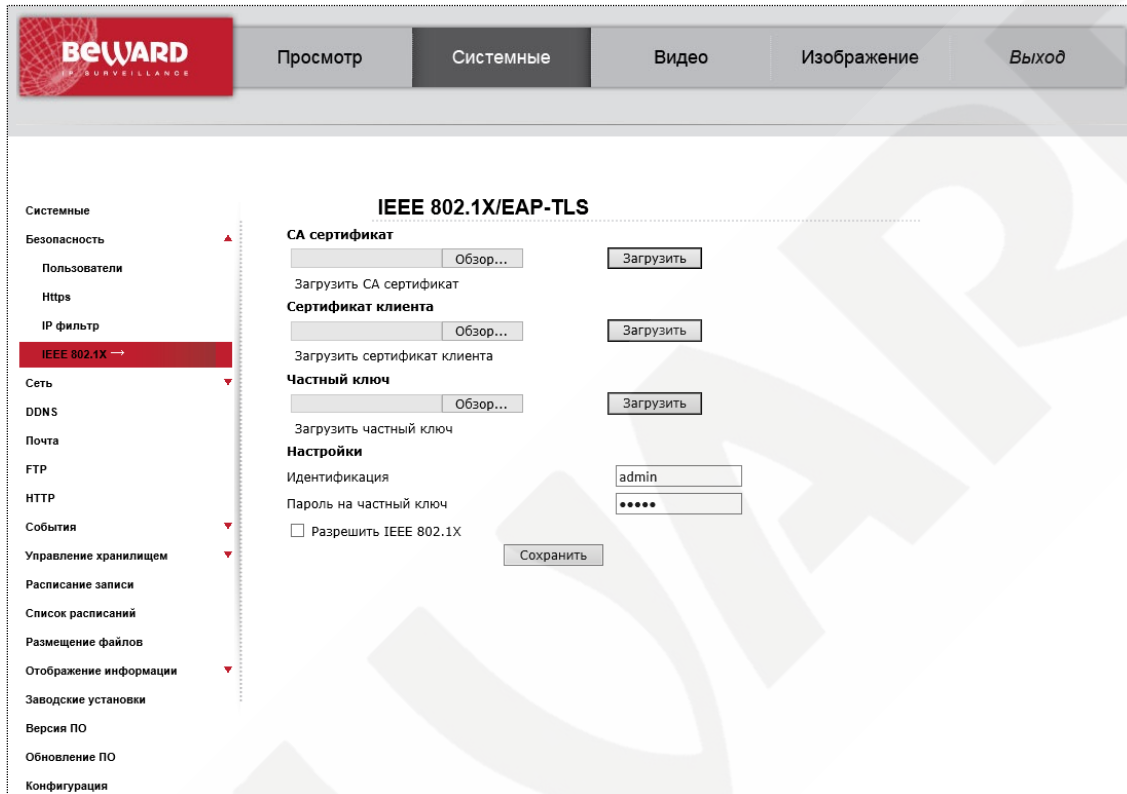 BEWARD
IP SURVEILLANCE
Просмотр
Системные
Видео
Изображение
Выход
Системные
Безопасность
Пользователи
Https
IP фильтр
IEEE 802.1X →
Сеть
DDNS
Почта
FTP
HTTP
События
Управление хранилищем
Расписание записи
Список расписаний
Размещение файлов
Отображение информации
Заводские установки
Версия ПО
Обновление ПО
Конфигурация
IEEE 802.1X/EAP-TLS
CA сертификат
Обзор... Загрузить
Загрузить CA сертификат
Сертификат клиента
Обзор... Загрузить
Загрузить сертификат клиента
Частный ключ
Обзор... Загрузить
Загрузить частный ключ
Настройки
Идентификация admin
Пароль на частный ключ •••••
Разрешить IEEE 802.1X
Сохранить